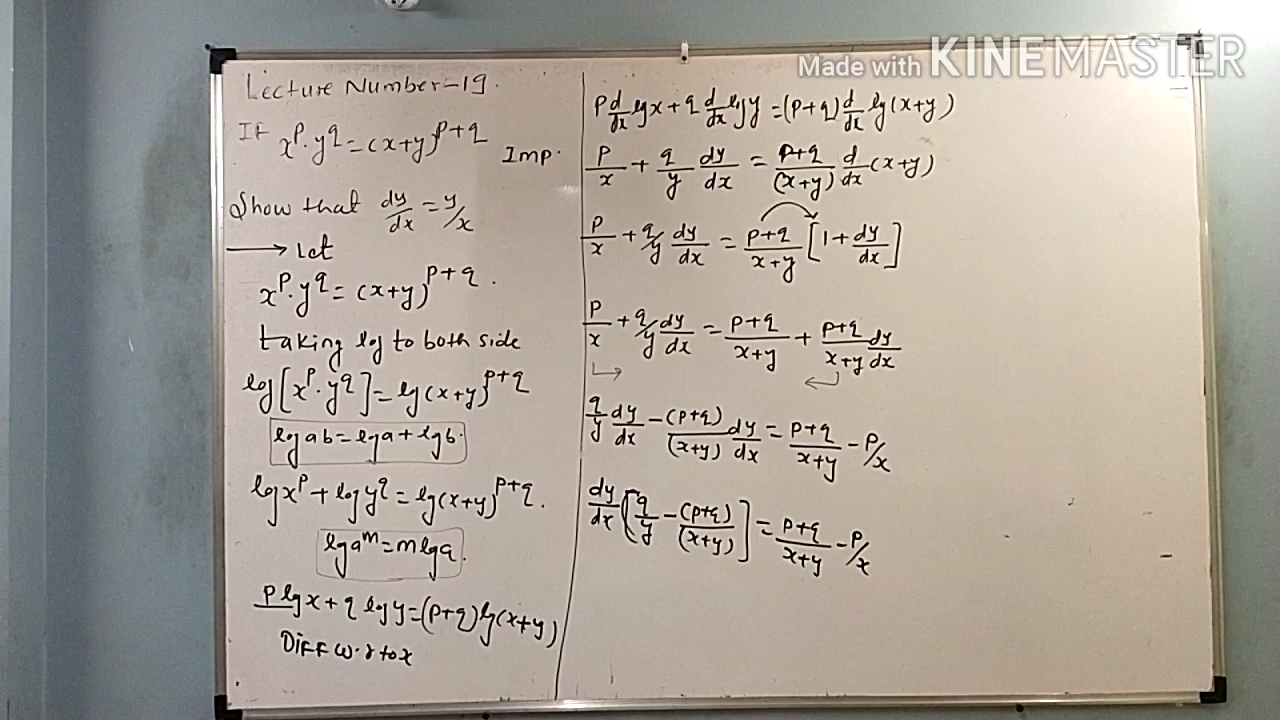 Made with KINEMASTER
Lecture Number-19.
IF x^p. y^q = (x+y)^p+q
Imp.
Show that dy/dx = y/x
⟶ Let
x^p. y^q = (x+y)^p+q.
taking log to both side
log[x^p. y^q] = log(x+y)^p+q
log ab = log a + log b.
log x^p + log y^q = log(x+y)^p+q.
log a^m = m log a.
P log x + q log y = (P+q) log(x+y)
Diff w.r to x
P d/dx log x + q d/dx log y = (P+q) d/dx log(x+y)
P/x + q/y dy/dx = P+q/(x+y) d/dx (x+y)
P/x + q/y dy/dx = P+q/x+y [1 + dy/dx]
P/x + q/y dy/dx = P+q/x+y + P+q/x+y dy/dx
q/y dy/dx - (P+q)/(x+y) dy/dx = P+q/x+y - P/x
dy/dx [q/y - (P+q)/(x+y)] = P+q/x+y - P/x